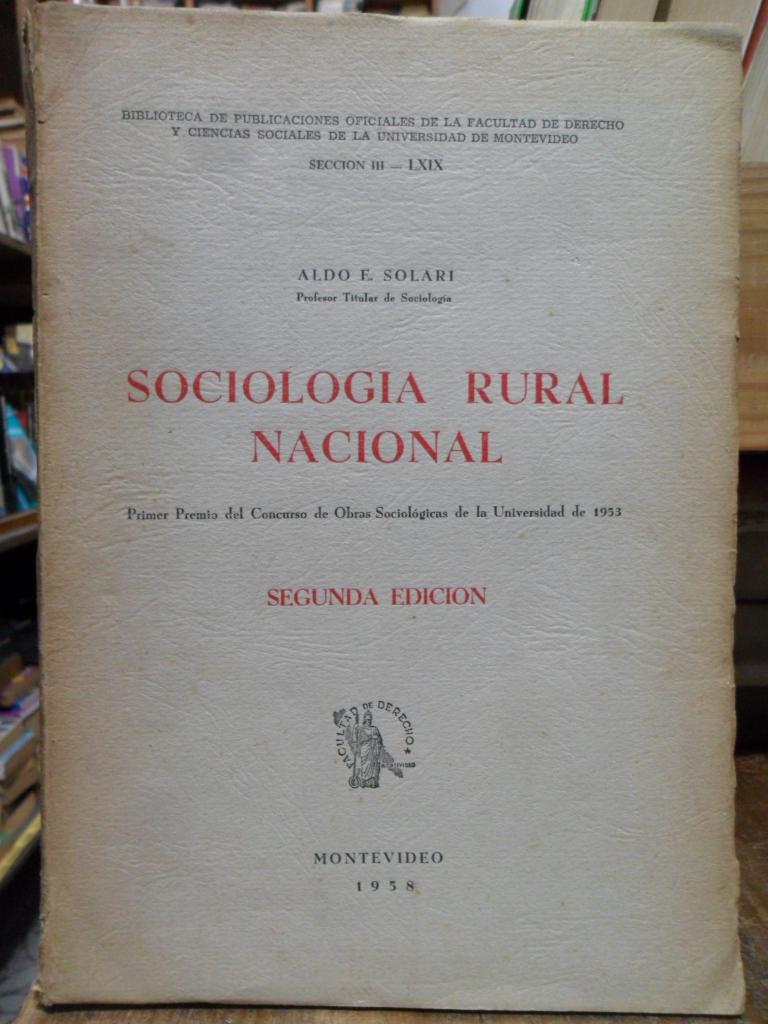 BIBLIOTECA DE PUBLICACIONES OFICIALES DE LA FACULTAD DE DERECHO
Y CIENCIAS SOCIALES DE LA UNIVERSIDAD DE MONTEVIDEO
SECCION III — LXIX
ALDO E. SOLARI
Profesor Titular de Sociología
SOCIOLOGIA RURAL
NACIONAL
Primer Premio del Concurso de Obras Sociológicas de la Universidad de 1953
SEGUNDA EDICION
FACULTAD DE DERECHO
MONTEVIDEO
1958